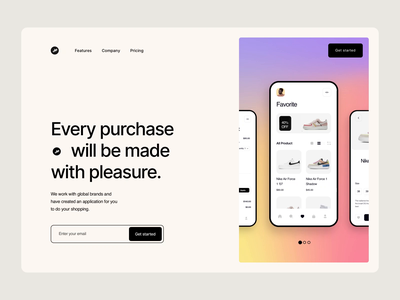 Features Company Pricing
Get started
Every purchase
will be made
with pleasure.
We work with global brands and
have created an application for you
to do your shopping.
Enter your email
Get started
Favorite
40%
OFF
All Product
Nike Air Force
1 '07
Nike Air Force 1
Shadow
Nik